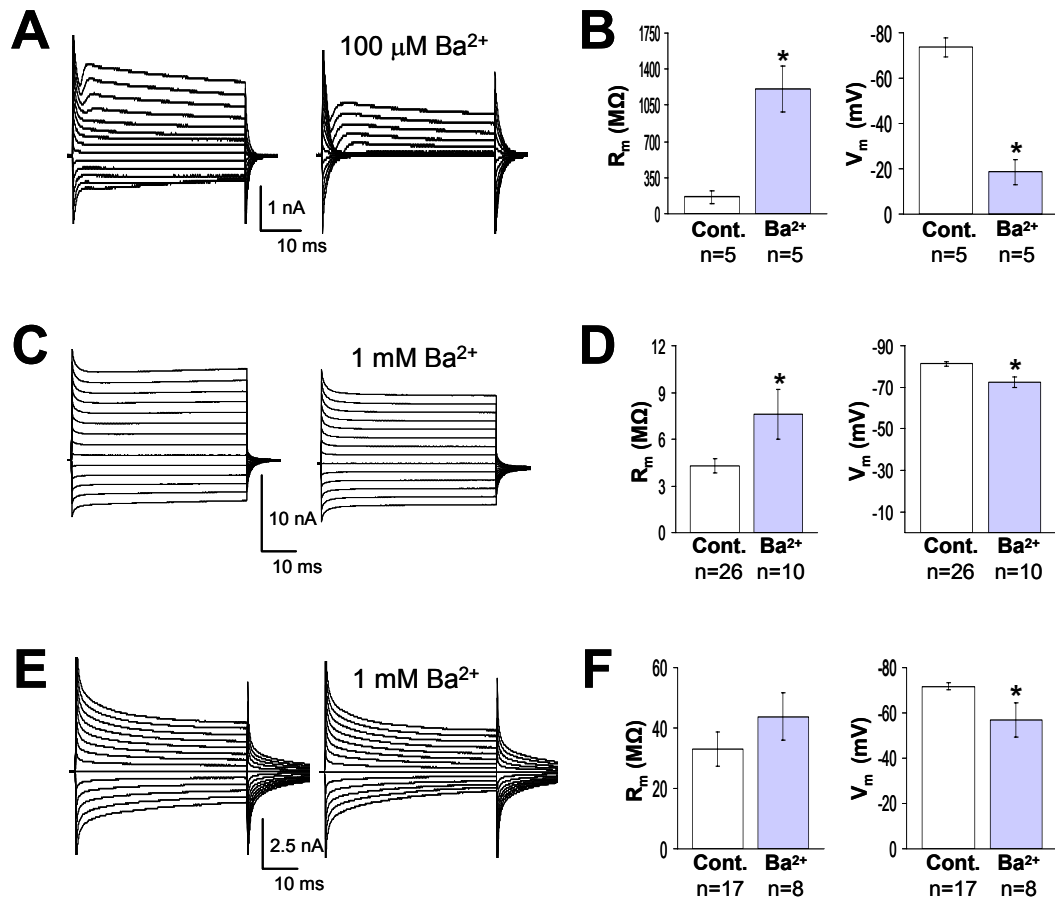 A
100 μM Ba²⁺
1 nA
10 ms
B
Rₘ (MΩ)
1750
1400
1050
700
350
0
*
Cont. Ba²⁺
n=5 n=5
Vₘ (mV)
-80
-60
-40
-20
0
*
Cont. Ba²⁺
n=5 n=5
C
1 mM Ba²⁺
10 nA
10 ms
D
Rₘ (MΩ)
12
9
6
3
0
*
Cont. Ba²⁺
n=26 n=10
Vₘ (mV)
-90
-70
-50
-30
-10
*
Cont. Ba²⁺
n=26 n=10
E
1 mM Ba²⁺
2.5 nA
10 ms
F
Rₘ (MΩ)
60
40
20
0
Cont. Ba²⁺
n=17 n=8
Vₘ (mV)
-80
-60
-40
-20
0
*
Cont. Ba²⁺
n=17 n=8